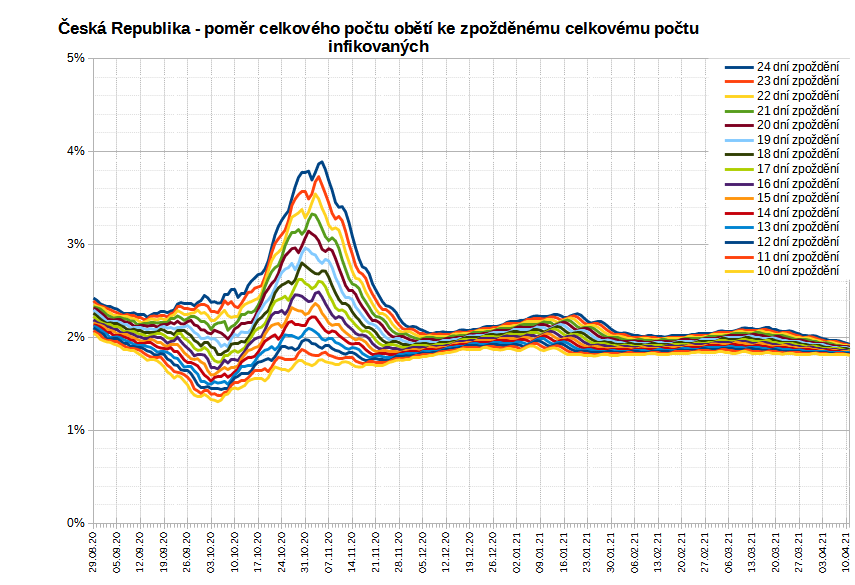 Česká Republika - poměr celkového počtu obětí ke zpožděnému celkovému počtu
infikovaných
5%
4%
3%
2%
1%
0%
24 dní zpoždění
23 dní zpoždění
22 dní zpoždění
21 dní zpoždění
20 dní zpoždění
19 dní zpoždění
18 dní zpoždění
17 dní zpoždění
16 dní zpoždění
15 dní zpoždění
14 dní zpoždění
13 dní zpoždění
12 dní zpoždění
11 dní zpoždění
10 dní zpoždění
29.08.20
05.09.20
12.09.20
19.09.20
26.09.20
03.10.20
10.10.20
17.10.20
24.10.20
31.10.20
07.11.20
14.11.20
21.11.20
28.11.20
05.12.20
12.12.20
19.12.20
26.12.20
02.01.21
09.01.21
16.01.21
23.01.21
30.01.21
06.02.21
13.02.21
20.02.21
27.02.21
06.03.21
13.03.21
20.03.21
27.03.21
03.04.21
10.04.21